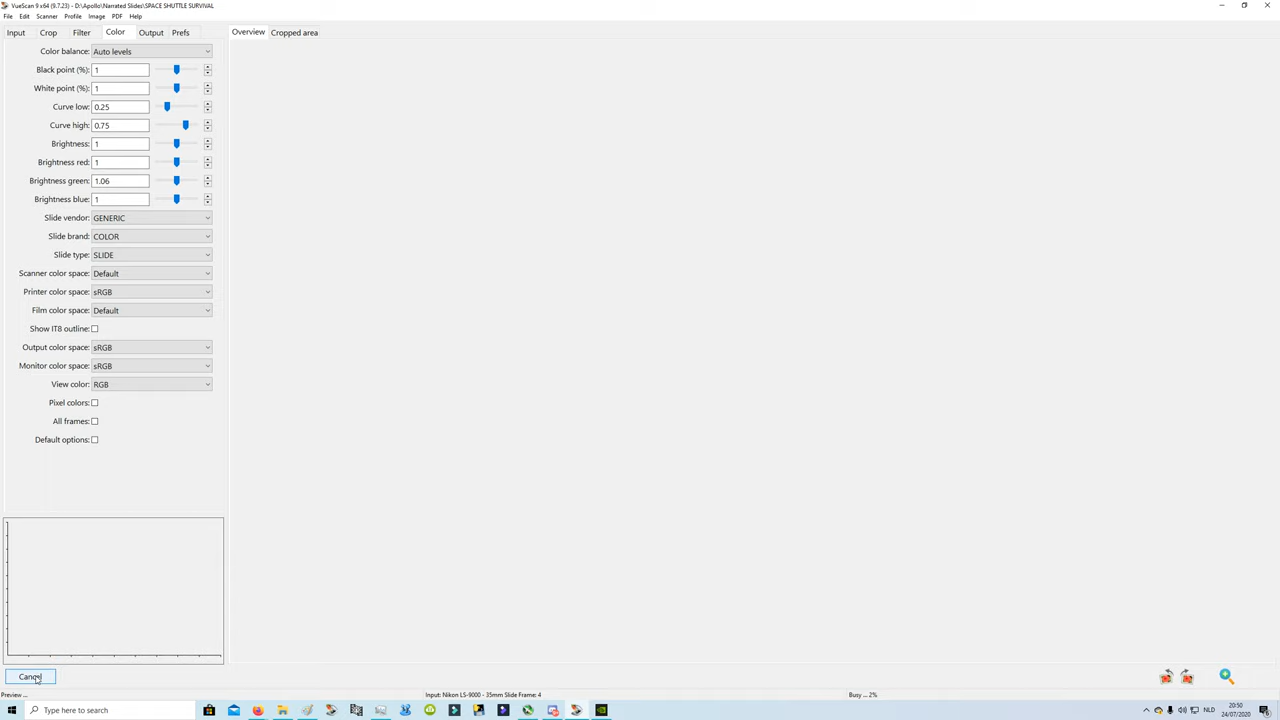 VueScan 9 x64 (9.7.23) - D:\Apollo\Narrated Slides\SPACE SHUTTLE SURVIVAL
File Edit Scanner Profile Image PDF Help
Input Crop Filter Color Output Prefs Overview Cropped area
Color balance: Auto levels
Black point (%): 1
White point (%): 1
Curve low: 0.25
Curve high: 0.75
Brightness: 1
Brightness red: 1
Brightness green: 1.06
Brightness blue: 1
Slide vendor: GENERIC
Slide brand: COLOR
Slide type: SLIDE
Scanner color space: Default
Printer color space: sRGB
Film color space: Default
Show IT8 outline:
Output color space: sRGB
Monitor color space: sRGB
View color: RGB
Pixel colors:
All frames:
Default options:
Cancel
Preview ... Input: Nikon LS-9000 - 35mm Slide Frame: 4 Busy ... 2%
Type here to search NLD 20:50
24/07/2020